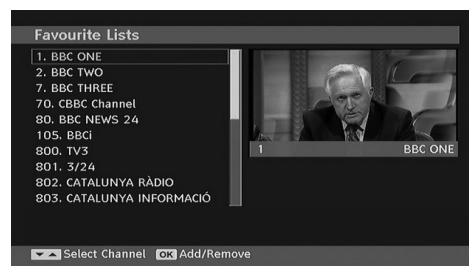 Favourite Lists
1. BBC ONE
2. BBC TWO
7. BBC THREE
70. CBBC Channel
80. BBC NEWS 24
105. BBCi
800. TV3
801. 3/24
802. CATALUNYA RÀDIO
803. CATALUNYA INFORMACIÓ
1 BBC ONE
Select Channel OK Add/Remove